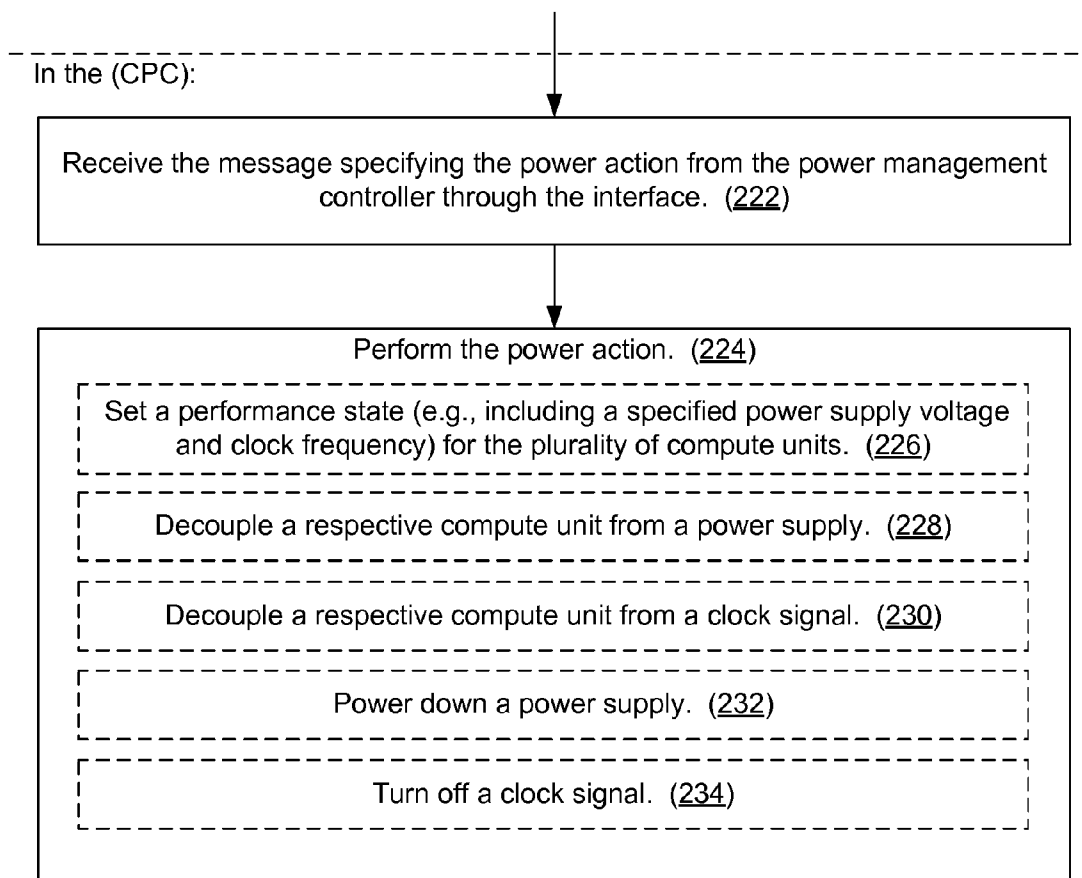 In the (CPC):
Receive the message specifying the power action from the power management
controller through the interface. (222)
Perform the power action. (224)
Set a performance state (e.g., including a specified power supply voltage
and clock frequency) for the plurality of compute units. (226)
Decouple a respective compute unit from a power supply. (228)
Decouple a respective compute unit from a clock signal. (230)
Power down a power supply. (232)
Turn off a clock signal. (234)